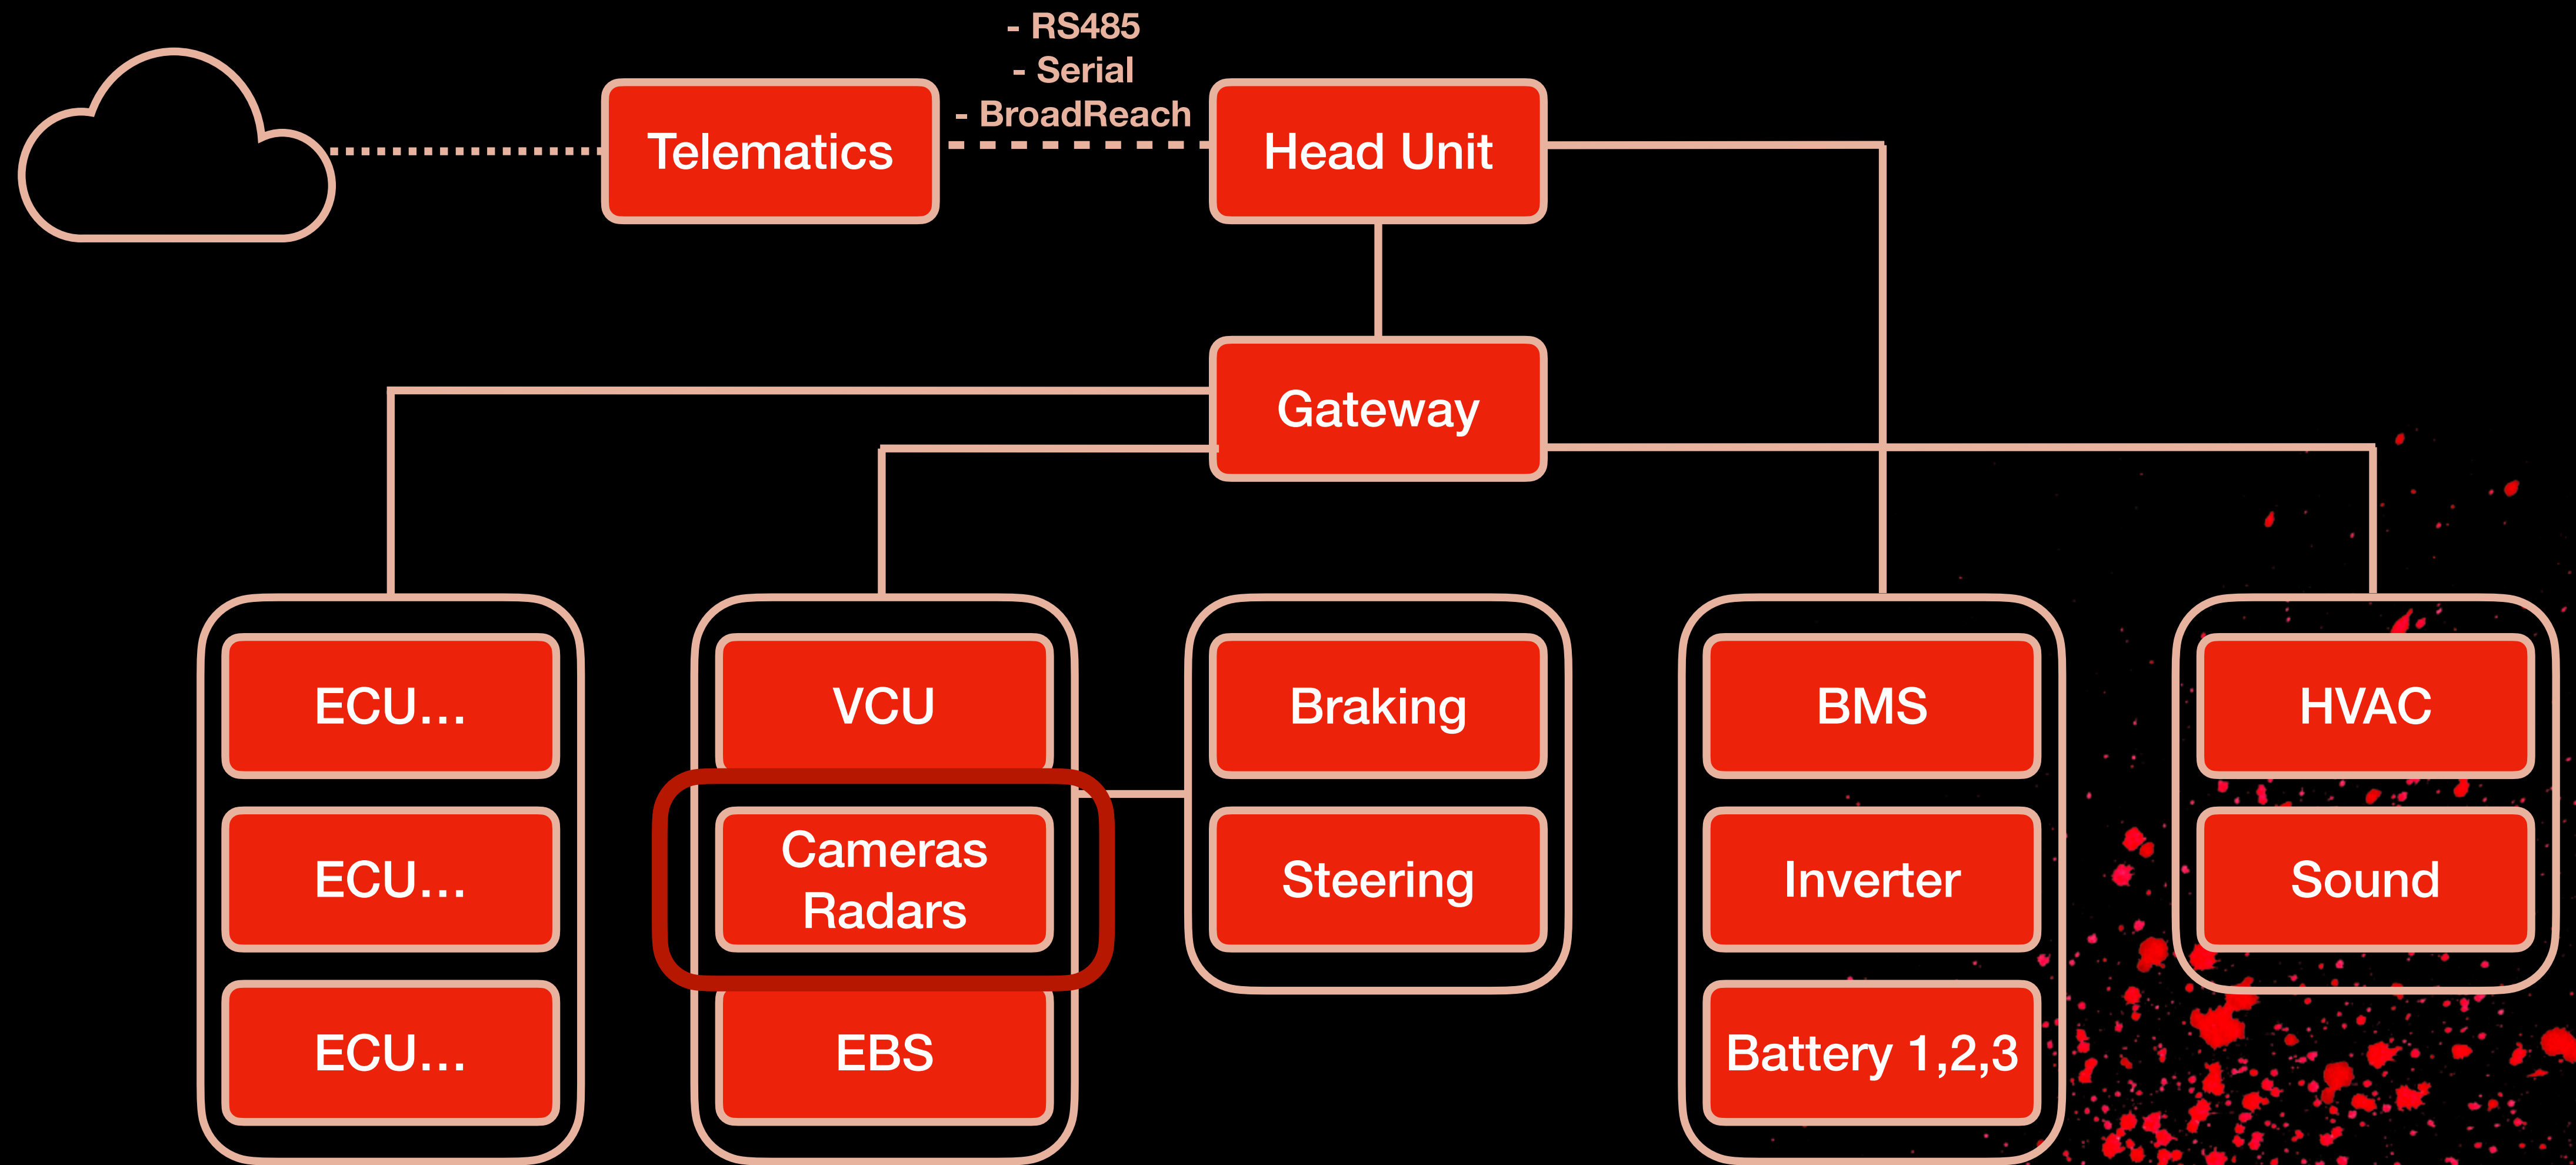 - RS485
- Serial
- BroadReach
Telematics
Head Unit
Gateway
ECU...
ECU...
ECU...
VCU
Cameras
Radars
EBS
Braking
Steering
BMS
Inverter
Battery 1,2,3
HVAC
Sound